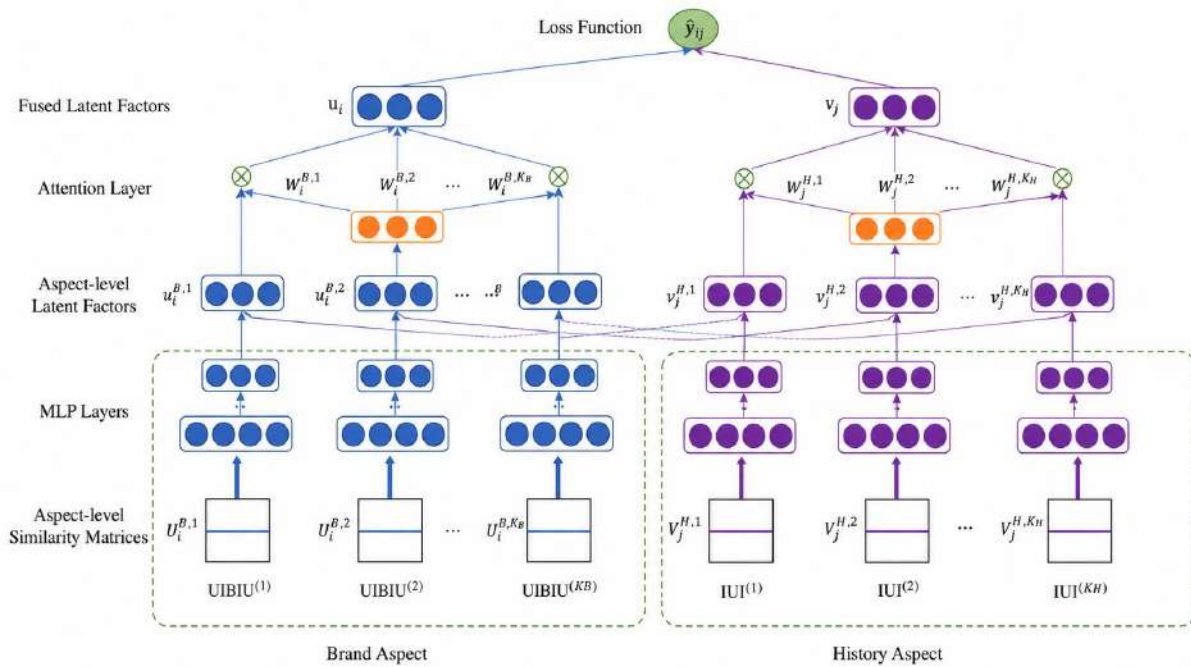 Loss Function ŷ_ij
Fused Latent Factors u_i v_j
Attention Layer W_i^{B,1} W_i^{B,2} ... W_i^{B,K_B} W_j^{H,1} W_j^{H,2} ... W_j^{H,K_H}
Aspect-level u_i^{B,1} u_i^{B,2} ... ...^B v_j^{H,1} v_j^{H,2} ... v_j^{H,K_H}
Latent Factors
MLP Layers
Aspect-level U_i^{B,1} U_i^{B,2} ... U_i^{B,K_B} V_j^{H,1} V_j^{H,2} ... V_j^{H,K_H}
Similarity Matrices
UIBIU^(1) UIBIU^(2) UIBIU^(KB) IUI^(1) IUI^(2) IUI^(KH)
Brand Aspect History Aspect